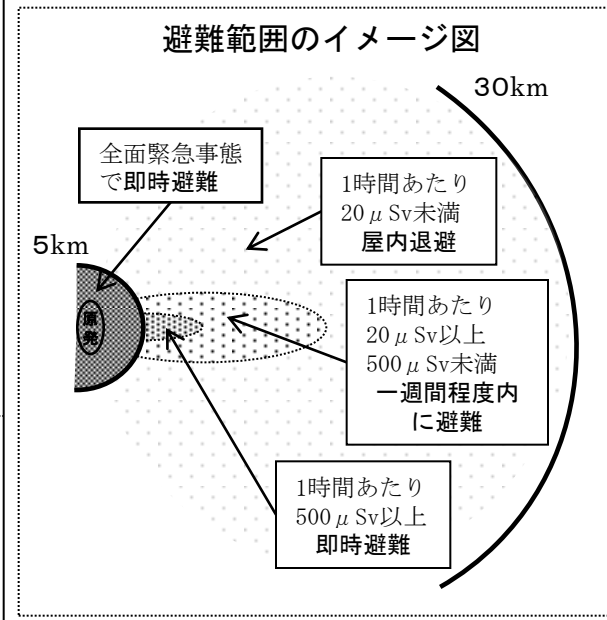 避難範囲のイメージ図
30km
全面緊急事態
で即時避難
1時間あたり
20μSv未満
屋内退避
5km
原発
1時間あたり
20μSv以上
500μSv未満
一週間程度内
に避難
1時間あたり
500μSv以上
即時避難